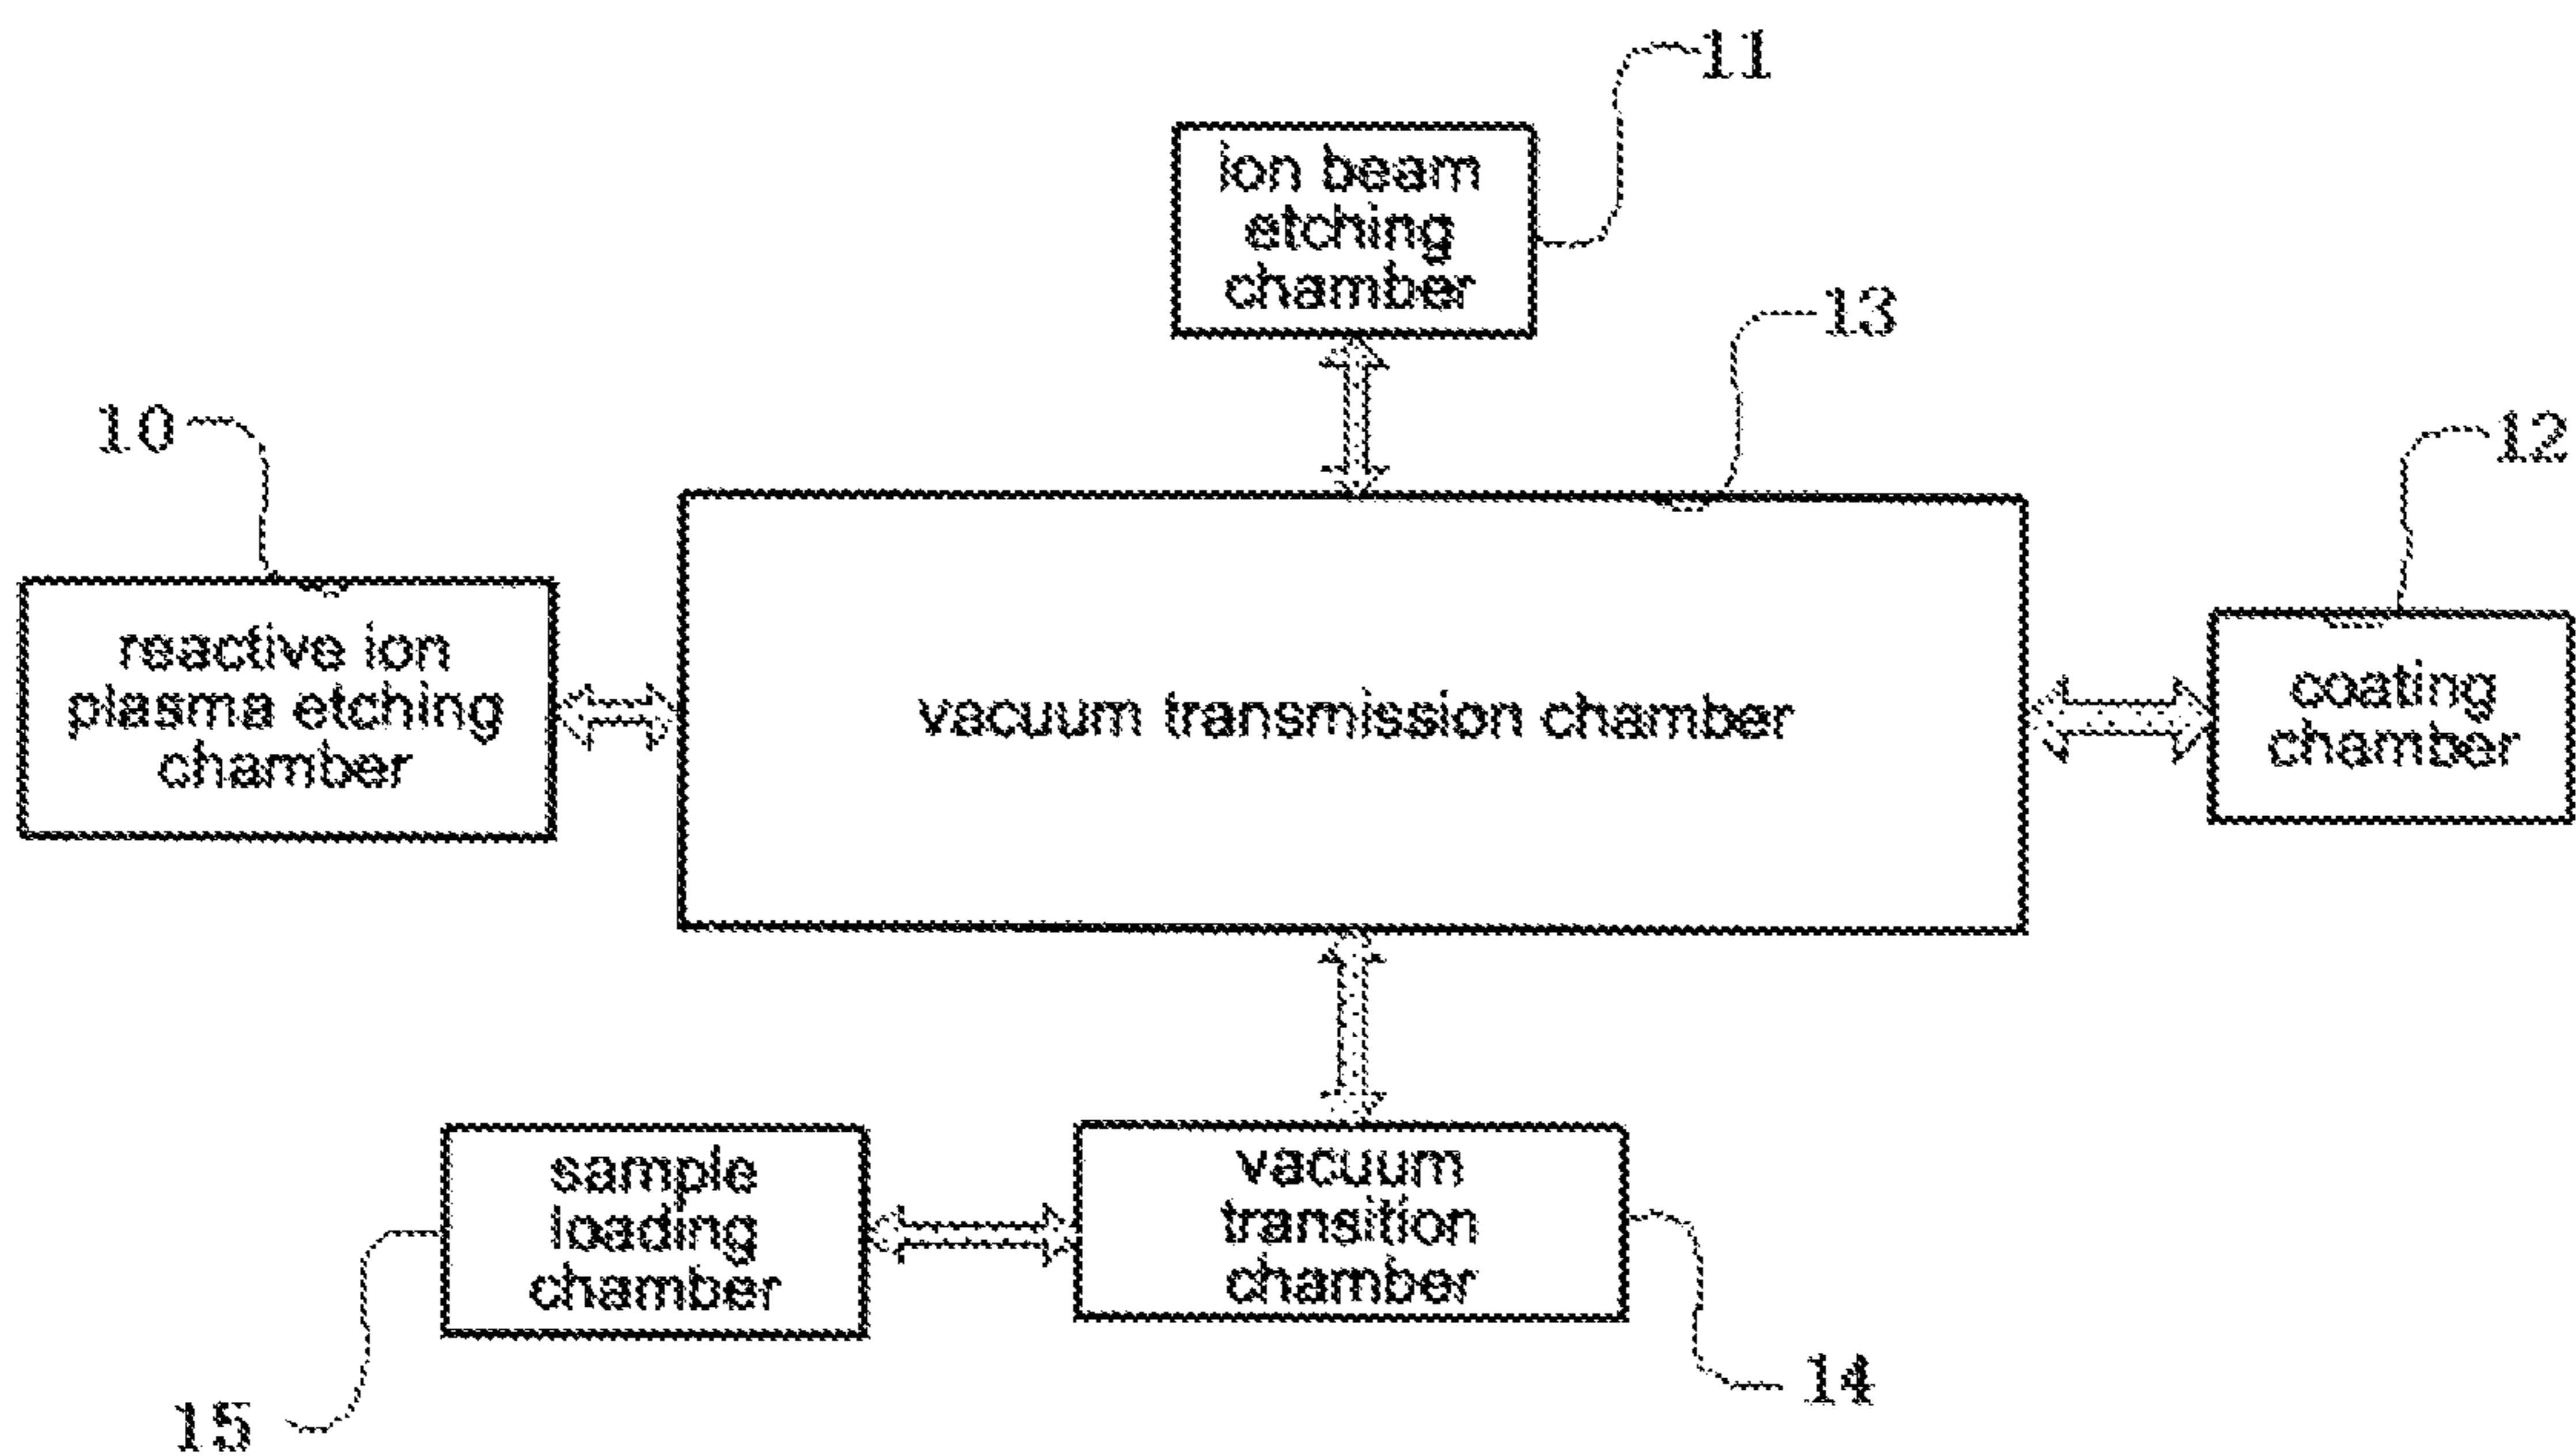 11
ion beam
etching
chamber
13
10
12
reactive ion
plasma etching
chamber
vacuum transmission chamber
coating
chamber
sample
loading
chamber
vacuum
transition
chamber
14
15